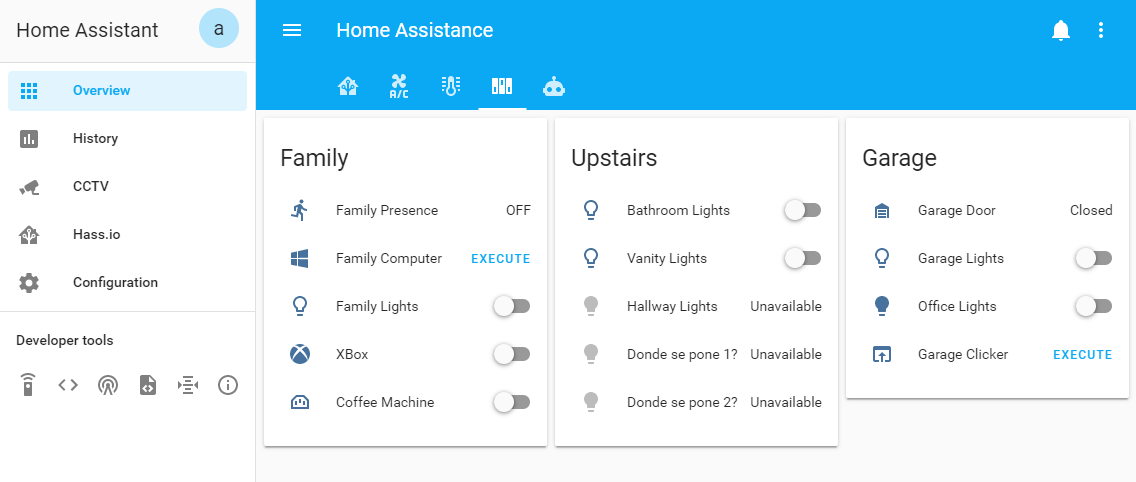 Home Assistant
a
Overview
History
CCTV
Hass.io
Configuration
Developer tools
Home Assistance
A/C
Family
Family Presence OFF
Family Computer EXECUTE
Family Lights
XBox
Coffee Machine
Upstairs
Bathroom Lights
Vanity Lights
Hallway Lights Unavailable
Donde se pone 1? Unavailable
Donde se pone 2? Unavailable
Garage
Garage Door Closed
Garage Lights
Office Lights
Garage Clicker EXECUTE